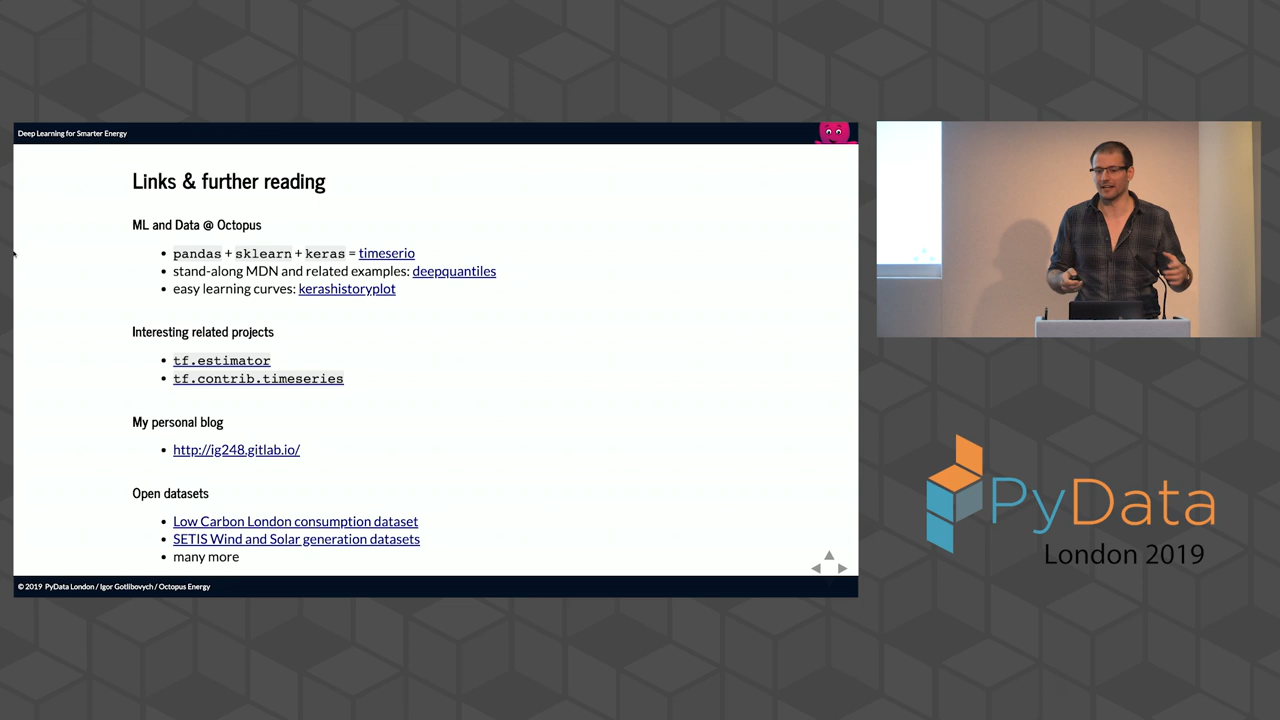 Deep Learning for Smarter Energy
Links & further reading
ML and Data @ Octopus
pandas + sklearn + keras = timeserio
stand-along MDN and related examples: deepquantiles
easy learning curves: kerashistoryplot
Interesting related projects
tf.estimator
tf.contrib.timeseries
My personal blog
http://ig248.gitlab.io/
Open datasets
Low Carbon London consumption dataset
SETIS Wind and Solar generation datasets
many more
© 2019 PyData London / Igor Gotlibovych / Octopus Energy
PyData
London 2019